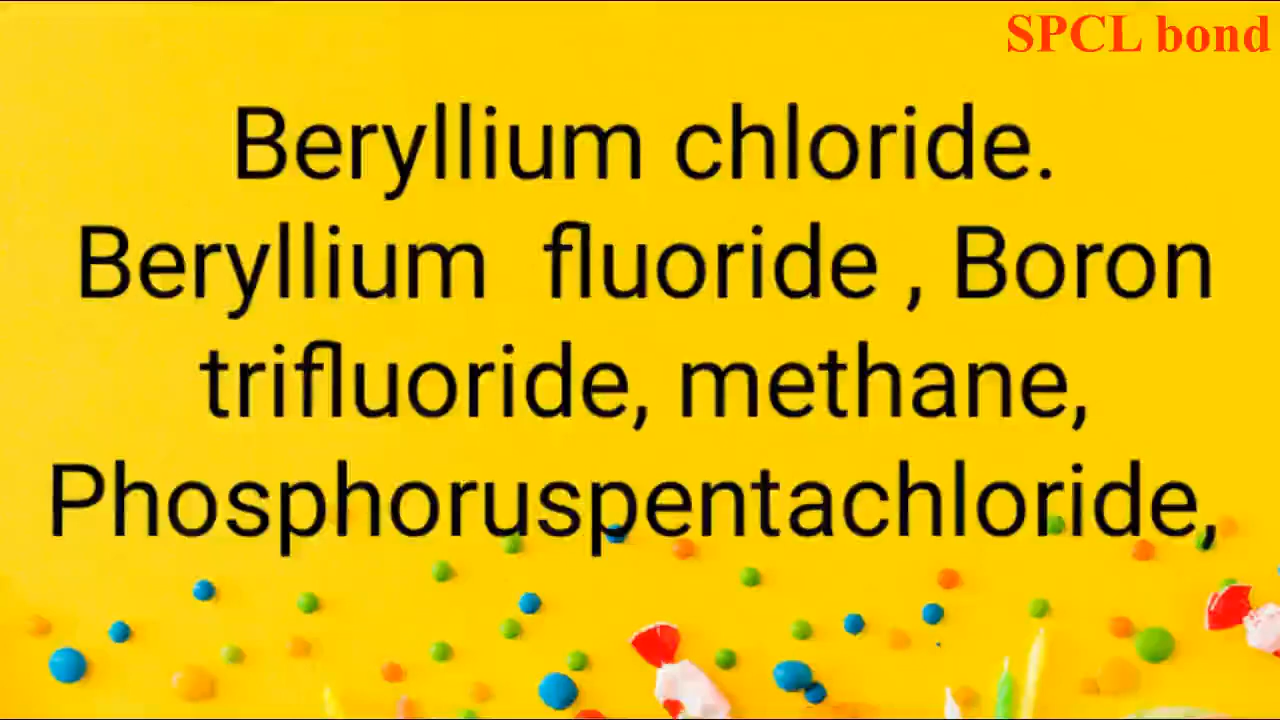 SPCL bond
Beryllium chloride.
Beryllium fluoride , Boron
trifluoride, methane,
Phosphoruspentachloride,